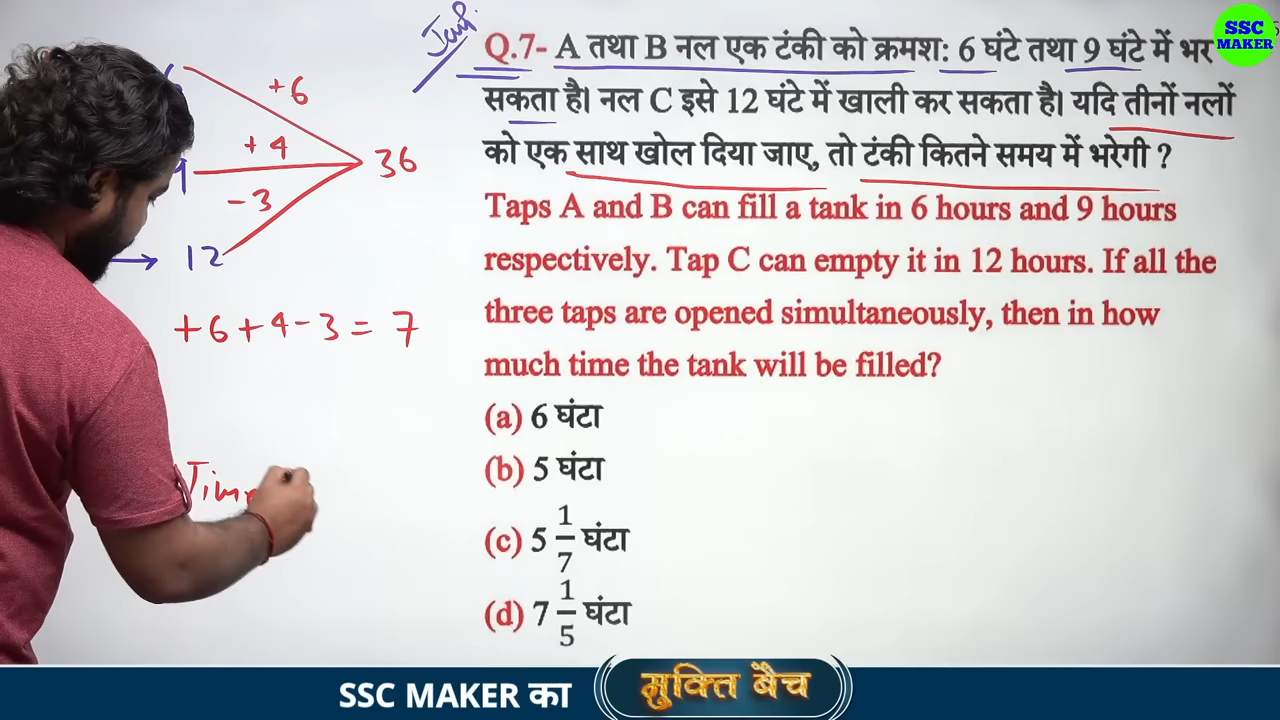 SSC
MAKER
Q.7- A तथा B नल एक टंकी को क्रमश: 6 घंटे तथा 9 घंटे में भर
सकता है। नल C इसे 12 घंटे में खाली कर सकता है। यदि तीनों नलों
को एक साथ खोल दिया जाए, तो टंकी कितने समय में भरेगी ?
Taps A and B can fill a tank in 6 hours and 9 hours
respectively. Tap C can empty it in 12 hours. If all the
three taps are opened simultaneously, then in how
much time the tank will be filled?
(a) 6 घंटा
(b) 5 घंटा
(c) 5 1/7 घंटा
(d) 7 1/5 घंटा
+6
+4
36
-3
12
+6+4-3=7
SSC MAKER का
मुक्ति बैच